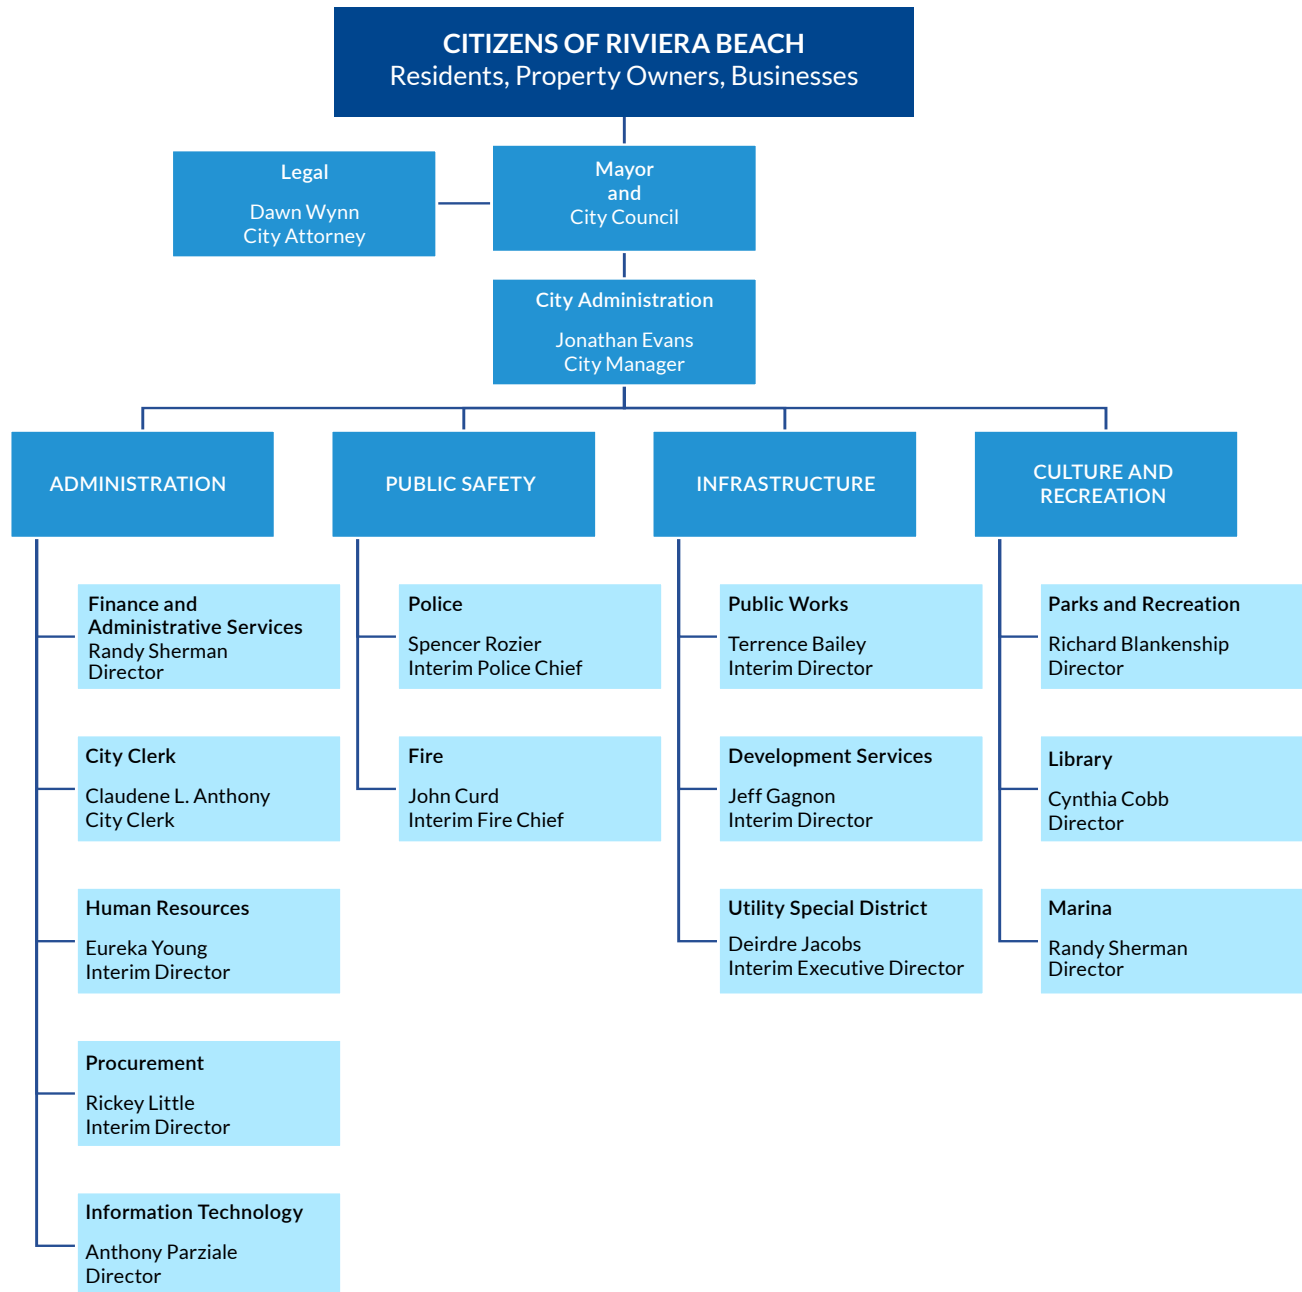 CITIZENS OF RIVIERA BEACH
Residents, Property Owners, Businesses
Legal
Dawn Wynn
City Attorney
Mayor
and
City Council
City Administration
Jonathan Evans
City Manager
ADMINISTRATION
PUBLIC SAFETY
INFRASTRUCTURE
CULTURE AND
RECREATION
Finance and
Administrative Services
Randy Sherman
Director
City Clerk
Claudene L. Anthony
City Clerk
Human Resources
Eureka Young
Interim Director
Procurement
Rickey Little
Interim Director
Information Technology
Anthony Parziale
Director
Police
Spencer Rozier
Interim Police Chief
Fire
John Curd
Interim Fire Chief
Public Works
Terrence Bailey
Interim Director
Development Services
Jeff Gagnon
Interim Director
Utility Special District
Deirdre Jacobs
Interim Executive Director
Parks and Recreation
Richard Blankenship
Director
Library
Cynthia Cobb
Director
Marina
Randy Sherman
Director